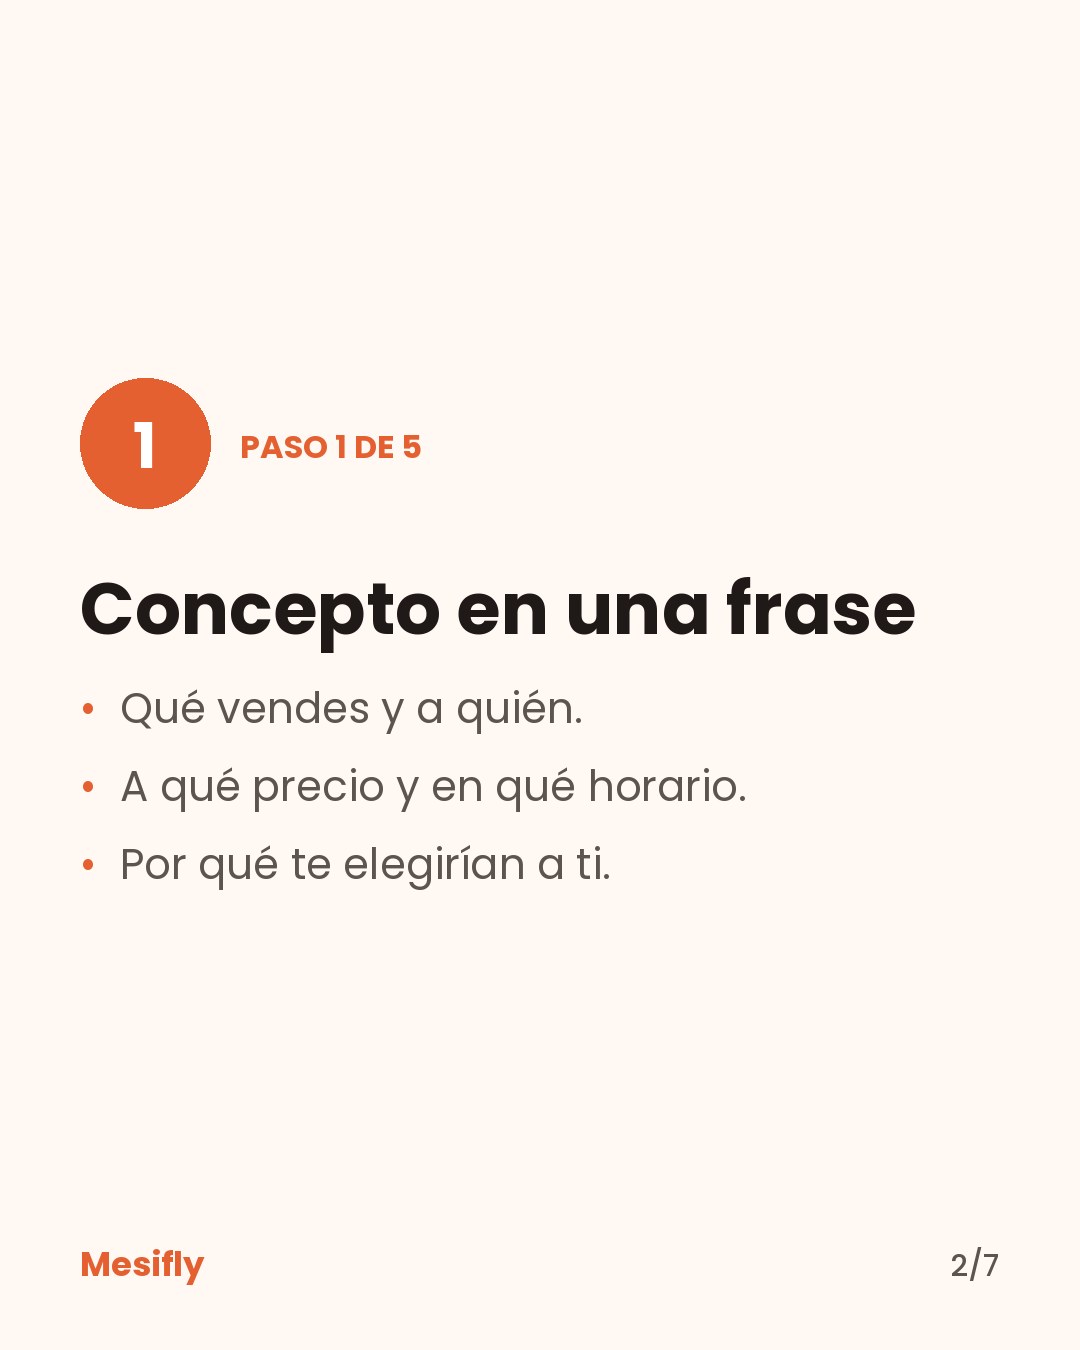 1
PASO 1 DE 5
Concepto en una frase
• Qué vendes y a quién.
• A qué precio y en qué horario.
• Por qué te elegirían a ti.
Mesifly
2/7